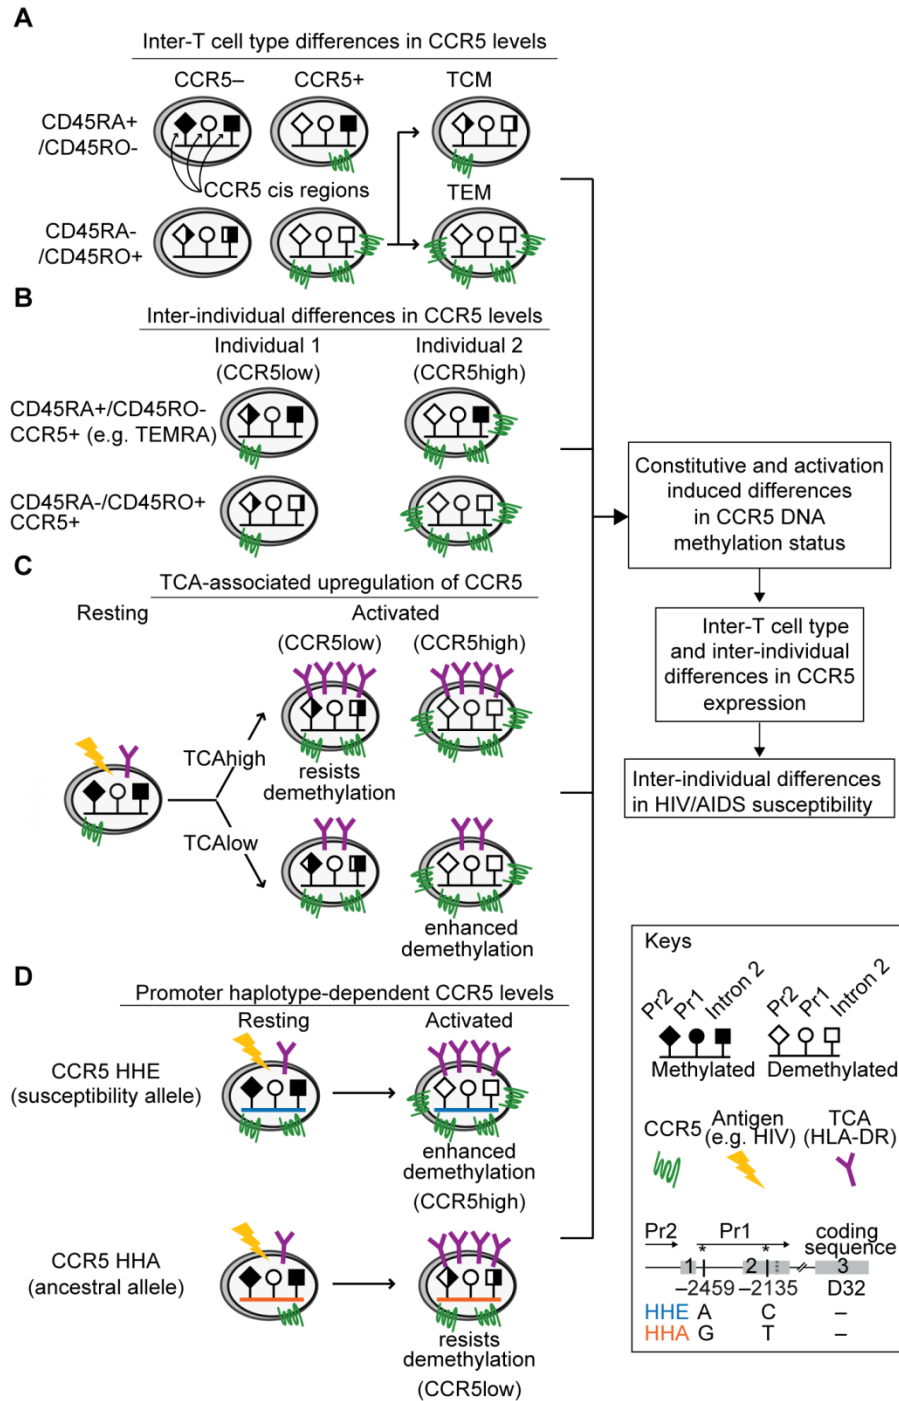 A
Inter-T cell type differences in CCR5 levels
CCR5–
CCR5+
TCM
CD45RA+
/CD45RO-
CCR5 cis regions
TEM
CD45RA-
/CD45RO+
B
Inter-individual differences in CCR5 levels
Individual 1
(CCR5low)
Individual 2
(CCR5high)
CD45RA+/CD45RO-
CCR5+ (e.g. TEMRA)
CD45RA-/CD45RO+
CCR5+
C
TCA-associated upregulation of CCR5
Resting
Activated
(CCR5low)
(CCR5high)
TCAhigh
resists
demethylation
TCAlow
enhanced
demethylation
D
Promoter haplotype-dependent CCR5 levels
Resting
Activated
CCR5 HHE
(susceptibility allele)
enhanced
demethylation
(CCR5high)
CCR5 HHA
(ancestral allele)
resists
demethylation
(CCR5low)
Constitutive and activation
induced differences
in CCR5 DNA
methylation status
Inter-T cell type
and inter-individual
differences in CCR5
expression
Inter-individual differences
in HIV/AIDS susceptibility
Keys
Pr2 Pr1 Intron 2
Pr2 Pr1 Intron 2
Methylated Demethylated
CCR5
Antigen
(e.g. HIV)
TCA
(HLA-DR)
Pr2 Pr1 coding
sequence
* *
1 2 3
–2459 –2135 D32
HHE A C –
HHA G T –